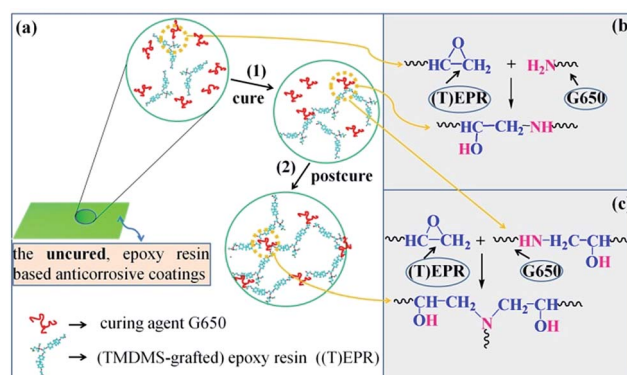 (a)
(1)
cure
(2)
postcure
the uncured, epoxy resin
based anticorrosive coatings
curing agent G650
(TMDMS-grafted) epoxy resin ((T)EPR)
(b)
O
HC-CH2 + H2N
(T)EPR
G650
HC-CH2-NH
HO
(c)
O
HC-CH2 + HN-CH2-CH
OH
(T)EPR
G650
CH-CH2 CH2-CH
OH N OH